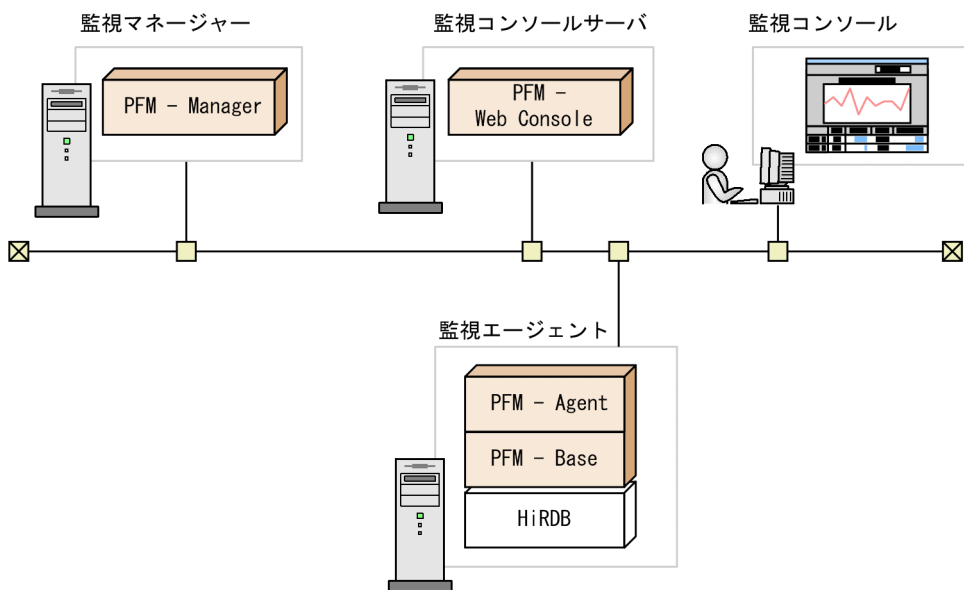 監視マネージャー
監視コンソールサーバ
監視コンソール
PFM － Manager
PFM －
Web Console
監視エージェント
PFM － Agent
PFM － Base
HiRDB